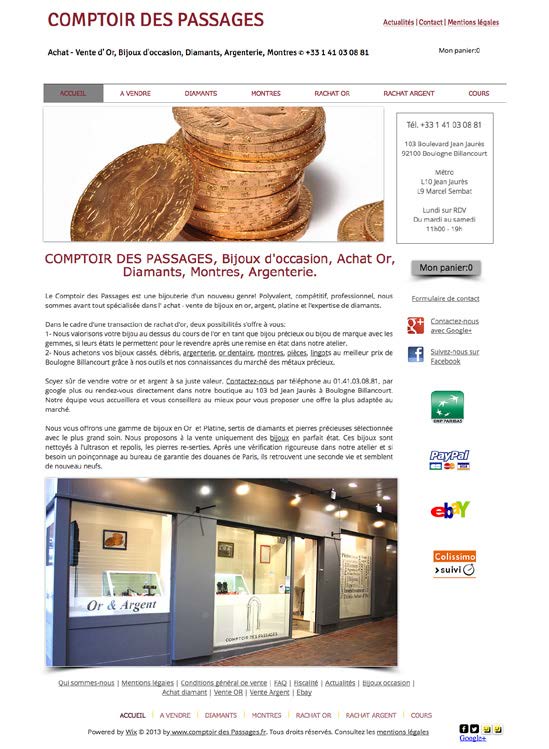 COMPTOIR DES PASSAGES
Actualités | Contact | Mentions légales
Achat - Vente d' Or, Bijoux d'occasion, Diamants, Argenterie, Montres ✆ +33 1 41 03 08 81
Mon panier:0
ACCUEIL A VENDRE DIAMANTS MONTRES RACHAT OR RACHAT ARGENT COURS
Tél. +33 1 41 03 08 81
103 Boulevard Jean Jaurès
92100 Boulogne Billancourt
Métro
L10 Jean Jaurès
L9 Marcel Sembat
Lundi sur RDV
Du mardi au samedi
11h00 - 19h
COMPTOIR DES PASSAGES, Bijoux d'occasion, Achat Or,
Diamants, Montres, Argenterie.
Mon panier:0
Le Comptoir des Passages est une bijouterie d'un nouveau genre! Polyvalent, compétitif, professionnel, nous
sommes avant tout spécialisée dans l' achat - vente de bijoux en or, argent, platine et l'expertise de diamants.
Formulaire de contact
Dans le cadre d'une transaction de rachat d'or, deux possibilités s'offre à vous:
1- Nous valorisons votre bijou au dessus du cours de l'or en tant que bijou précieux ou bijou de marque avec les
gemmes, si leurs états le permettent pour le revendre après une remise en état dans notre atelier.
2- Nous achetons vos bijoux cassés, débris, argenterie, or dentaire, montres, pièces, lingots au meilleur prix de
Boulogne Billancourt grâce à nos outils et nos connaissances du marché des métaux précieux.
Contactez-nous
avec Google+
Suivez-nous sur
Facebook
Soyez sûr de vendre votre or et argent à sa juste valeur. Contactez-nous par téléphone au 01.41.03.08.81, par
google plus ou rendez-vous directement dans notre boutique au 103 bd Jean Jaurès à Boulogne Billancourt.
Notre équipe vous accueillera et vous conseillera au mieux pour vous proposer une offre la plus adaptée au
marché.
BNP PARIBAS
Nous vous offrons une gamme de bijoux en Or et Platine, sertis de diamants et pierres précieuses sélectionnée
avec le plus grand soin. Nous proposons à la vente uniquement des bijoux en parfait état. Ces bijoux sont
nettoyés à l'ultrason et repolis, les pierres re-serties. Après une vérification rigoureuse dans notre atelier et si
besoin un poinçonnage au bureau de garantie des douanes de Paris, ils retrouvent une seconde vie et semblent
de nouveau neufs.
PayPal
ebaY
Colissimo
suivi
Or & Argent
COMPTOIR DES PASSAGES
Qui sommes-nous | Mentions légales | Conditions général de vente | FAQ | Fiscalité | Actualités | Bijoux occasion |
Achat diamant | Vente OR | Vente Argent | Ebay
ACCUEIL A VENDRE DIAMANTS MONTRES RACHAT OR RACHAT ARGENT COURS
Powered by Wix © 2013 by www.comptoir des Passages.fr. Tous droits réservés. Consultez les mentions légales
Google+